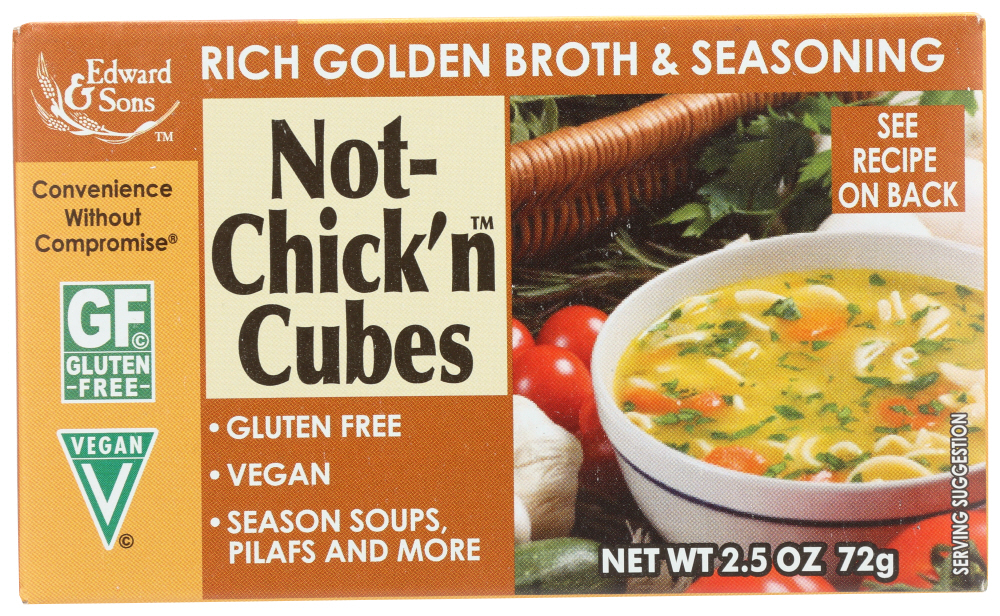 Edward
& Sons
™
RICH GOLDEN BROTH & SEASONING
Convenience
Without
Compromise®
GF©
GLUTEN
-FREE-
VEGAN
V
©
Not-
Chick'n™
Cubes
• GLUTEN FREE
• VEGAN
• SEASON SOUPS,
PILAFS AND MORE
SEE
RECIPE
ON BACK
SERVING SUGGESTION
NET WT 2.5 OZ 72g